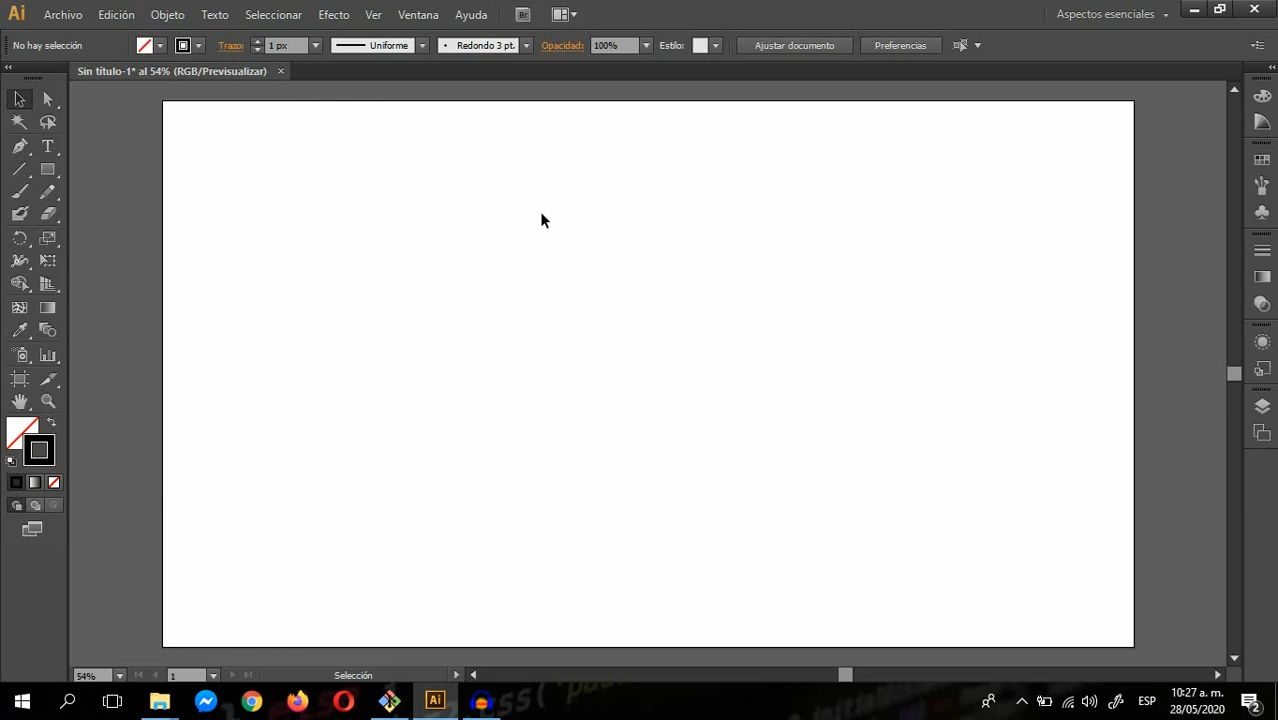 Ai Archivo Edición Objeto Texto Seleccionar Efecto Ver Ventana Ayuda Br Aspectos esenciales
No hay selección Trazo: 1 px Uniforme Redondo 3 pt. Opacidad: 100% Estilo: Ajustar documento Preferencias
Sin título-1* al 54% (RGB/Previsualizar)
T
54% 1 Selección
Ai ESP 10:27 a. m.
28/05/2020 2